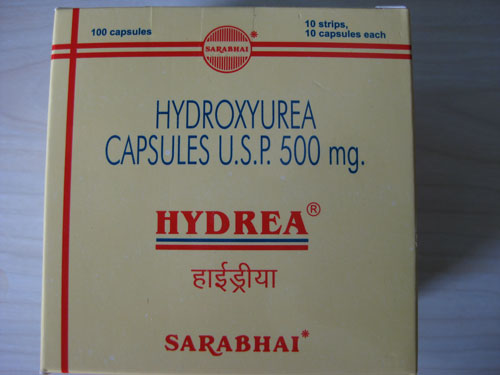 100 capsules
SARABHAI *
10 strips,
10 capsules each
HYDROXYUREA
CAPSULES U.S.P. 500 mg.
HYDREA®
हाईड्रीया
SARABHAI*